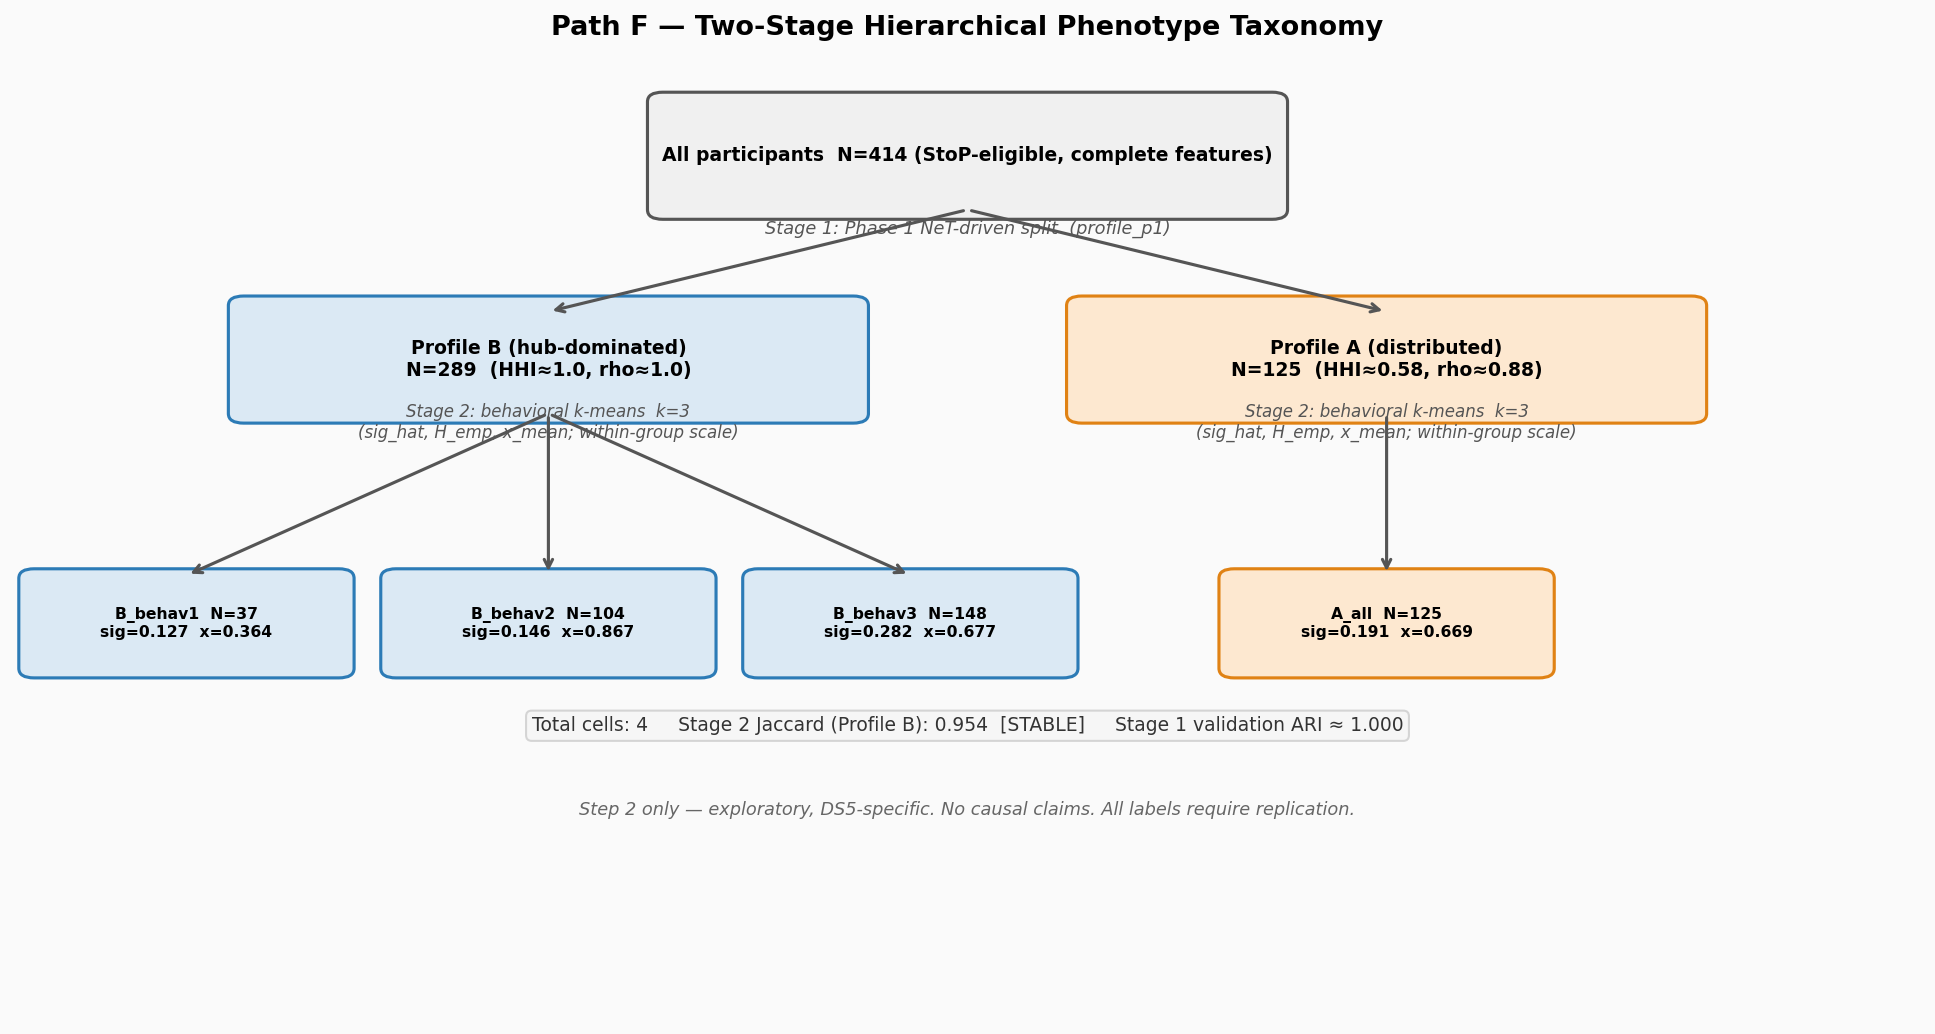 Path F — Two-Stage Hierarchical Phenotype Taxonomy
All participants  N=414 (StoP-eligible, complete features)
Stage 1: Phase 1 NeT-driven split  (profile_p1)
Profile B (hub-dominated)
N=289  (HHI≈1.0, rho≈1.0)
Stage 2: behavioral k-means  k=3
(sig_hat, H_emp, x_mean; within-group scale)
Profile A (distributed)
N=125  (HHI≈0.58, rho≈0.88)
Stage 2: behavioral k-means  k=3
(sig_hat, H_emp, x_mean; within-group scale)
B_behav1  N=37
sig=0.127  x=0.364
B_behav2  N=104
sig=0.146  x=0.867
B_behav3  N=148
sig=0.282  x=0.677
A_all  N=125
sig=0.191  x=0.669
Total cells: 4     Stage 2 Jaccard (Profile B): 0.954  [STABLE]     Stage 1 validation ARI ≈ 1.000
Step 2 only — exploratory, DS5-specific. No causal claims. All labels require replication.